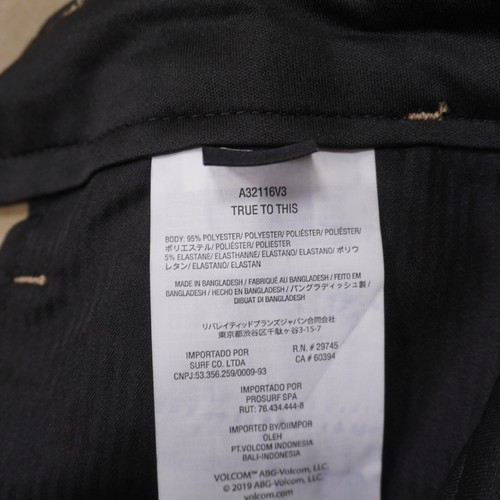 A32116V3
TRUE TO THIS
BODY: 95% POLYESTER/ POLYESTER/ POLIÉSTER/
ポリエステル/ POLIÉSTER/ POLIESTER
5% ELASTANE/ ELASTHANNE/ ELASTANO/ ELASTANO/ ポリウ
レタン/ ELASTANO/ ELASTAN
MADE IN BANGLADESH / FABRIQUÉ AU BANGLADESH / FEITO EM
BANGLADESH / HECHO EN BANGLADESH / バングラディッシュ製 /
DIBUAT DI BANGLADESH
リバレイティッドブランズジャパン合同会社
東京都渋谷区千駄ヶ谷3-15-7
IMPORTADO POR
SURF CO. LTDA
CNPJ:53.356.259/0009-93
R.N. # 29745
CA # 60394
IMPORTADO POR
PROSURF SPA
RUT: 76.434.444-8
IMPORTED BY/DIIMPOR
OLEH
PT.VOLCOM INDONESIA
BALI-INDONESIA
VOLCOM™ ABG-Volcom, LLC.
© 2019 ABG-Volcom, LLC.
volcom.com